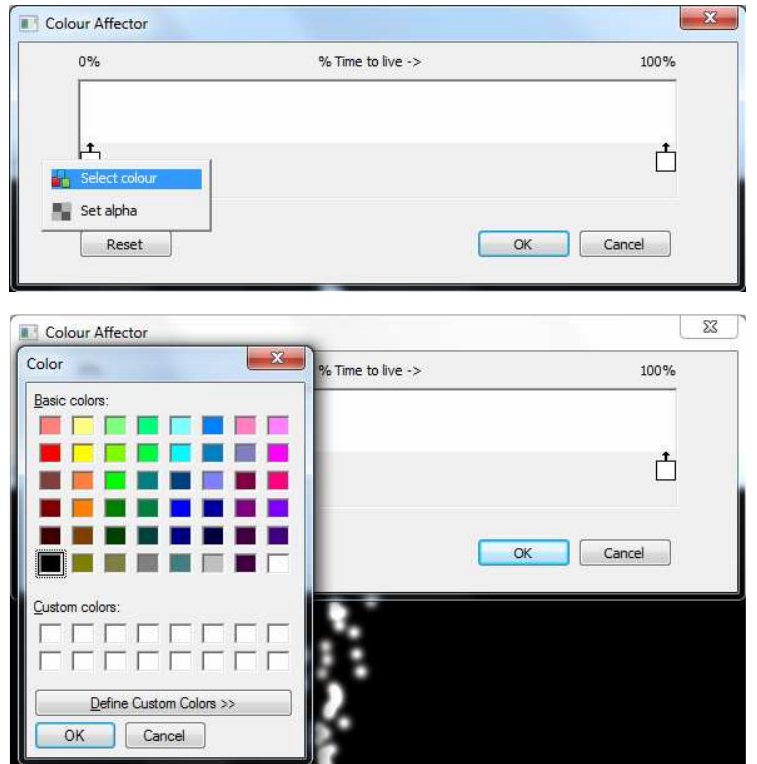 Colour Affector
0% % Time to live -> 100%
Select colour
Set alpha
Reset OK Cancel
Colour Affector
Color
% Time to live -> 100%
Basic colors:
OK Cancel
Custom colors:
Define Custom Colors >>
OK Cancel